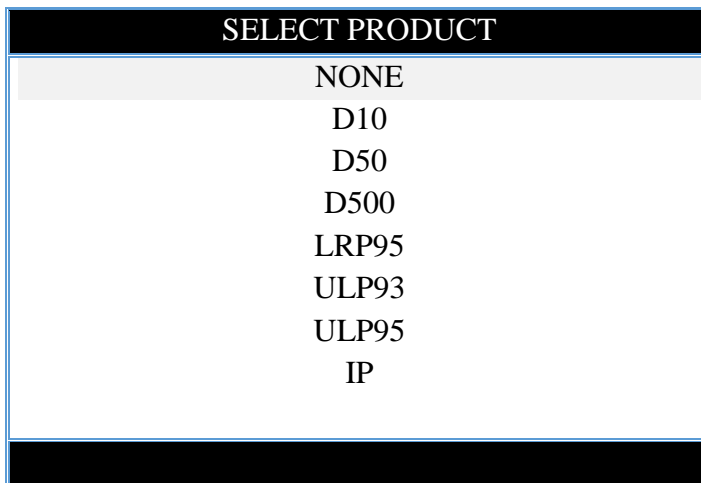 SELECT PRODUCT
NONE
D10
D50
D500
LRP95
ULP93
ULP95
IP